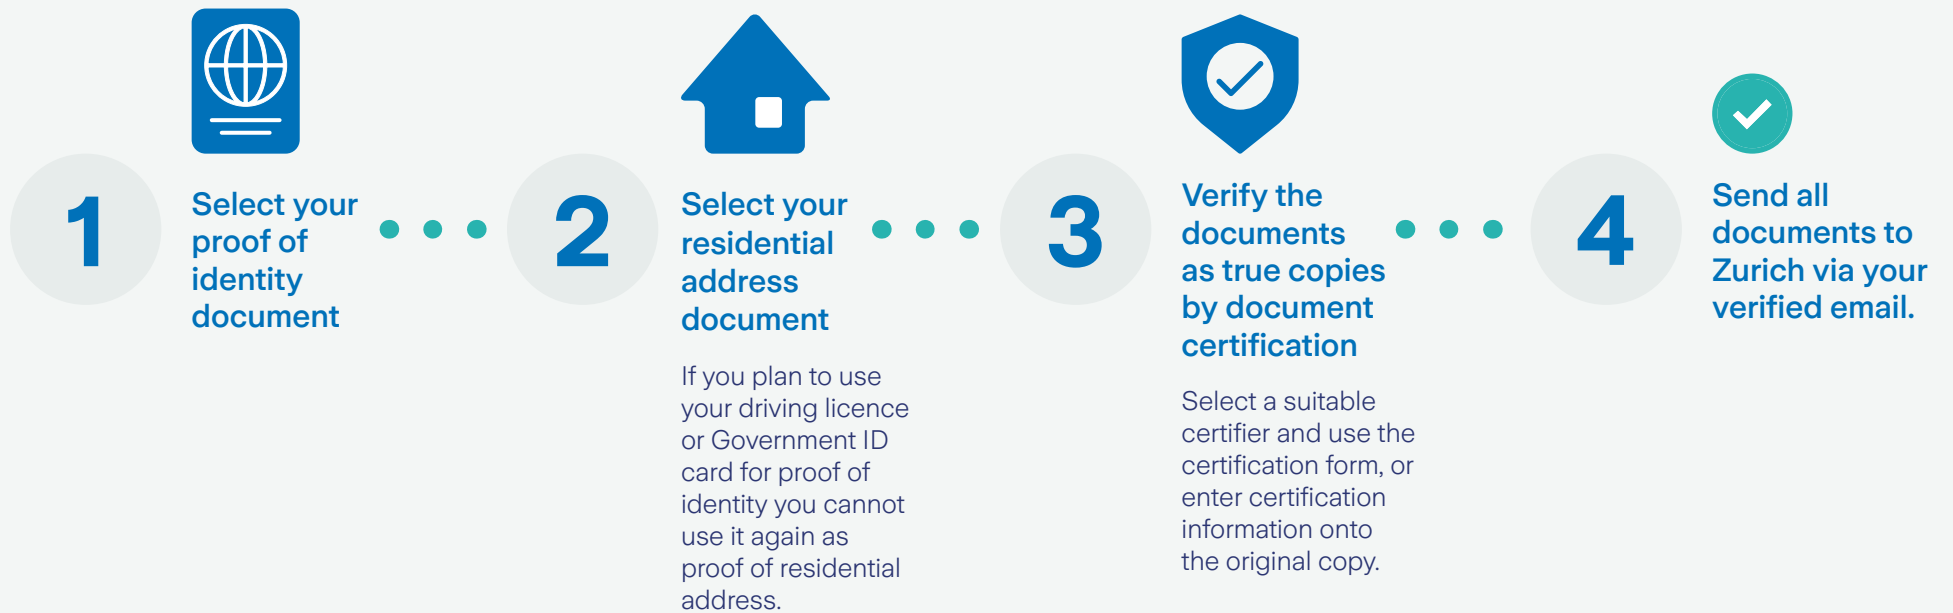 1
Select your
proof of
identity
document
2
Select your
residential
address
document
If you plan to use
your driving licence
or Government ID
card for proof of
identity you cannot
use it again as
proof of residential
address.
3
Verify the
documents
as true copies
by document
certification
Select a suitable
certifier and use the
certification form, or
enter certification
information onto
the original copy.
4
Send all
documents to
Zurich via your
verified email.